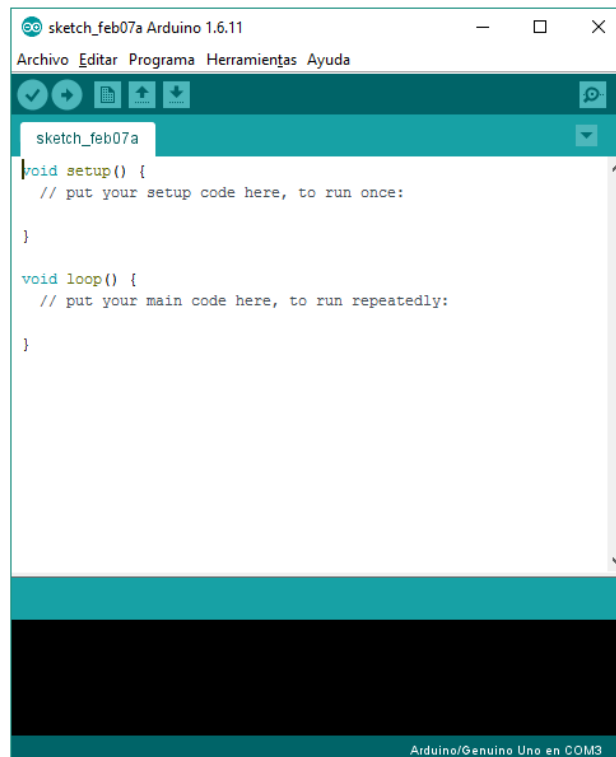 sketch_feb07a Arduino 1.6.11
Archivo Editar Programa Herramientas Ayuda
sketch_feb07a
void setup() {
  // put your setup code here, to run once:
}
void loop() {
  // put your main code here, to run repeatedly:
}
Arduino/Genuino Uno en COM3